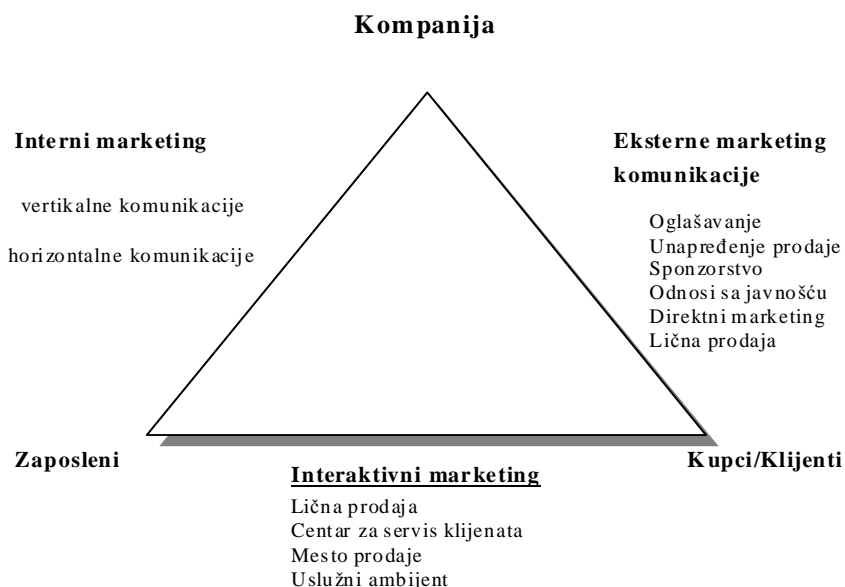 Kompanija
Interni marketing
vertikalne komunikacije
horizontalne komunikacije
Eksterne marketing
komunikacije
Oglašavanje
Unapređenje prodaje
Sponzorstvo
Odnosi sa javnošću
Direktni marketing
Lična prodaja
Zaposleni
Kupci/Klijenti
Interaktivni marketing
Lična prodaja
Centar za servis klijenata
Mesto prodaje
Uslužni ambijent